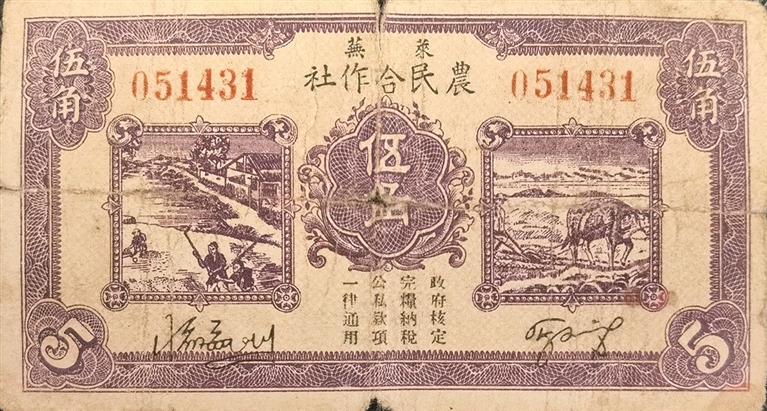 萊蕪
農民合作社
伍角
伍角
051431
051431
伍
政府核定
完糧納稅
公私款項
一律通用
5
5